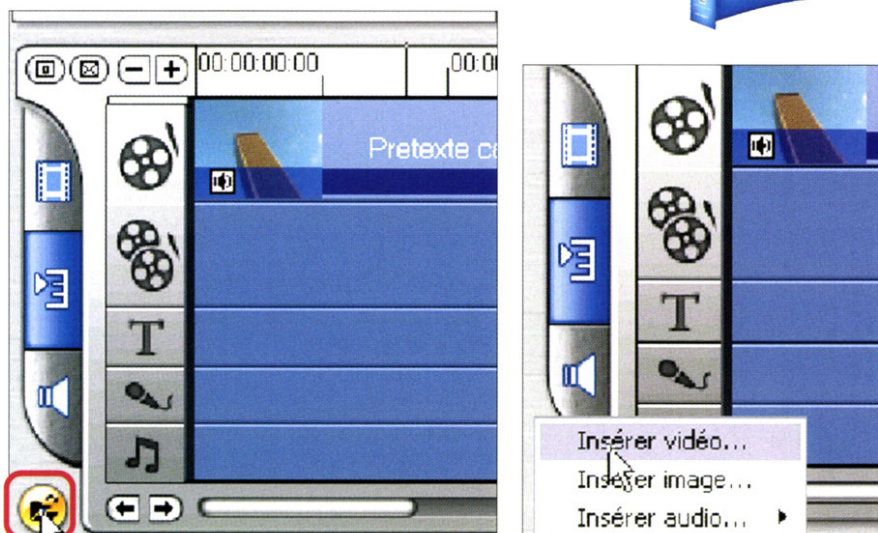 00:00:00:00
00:0
Pretexte c
T
T
Insérer vidéo...
Insérer image...
Insérer audio...